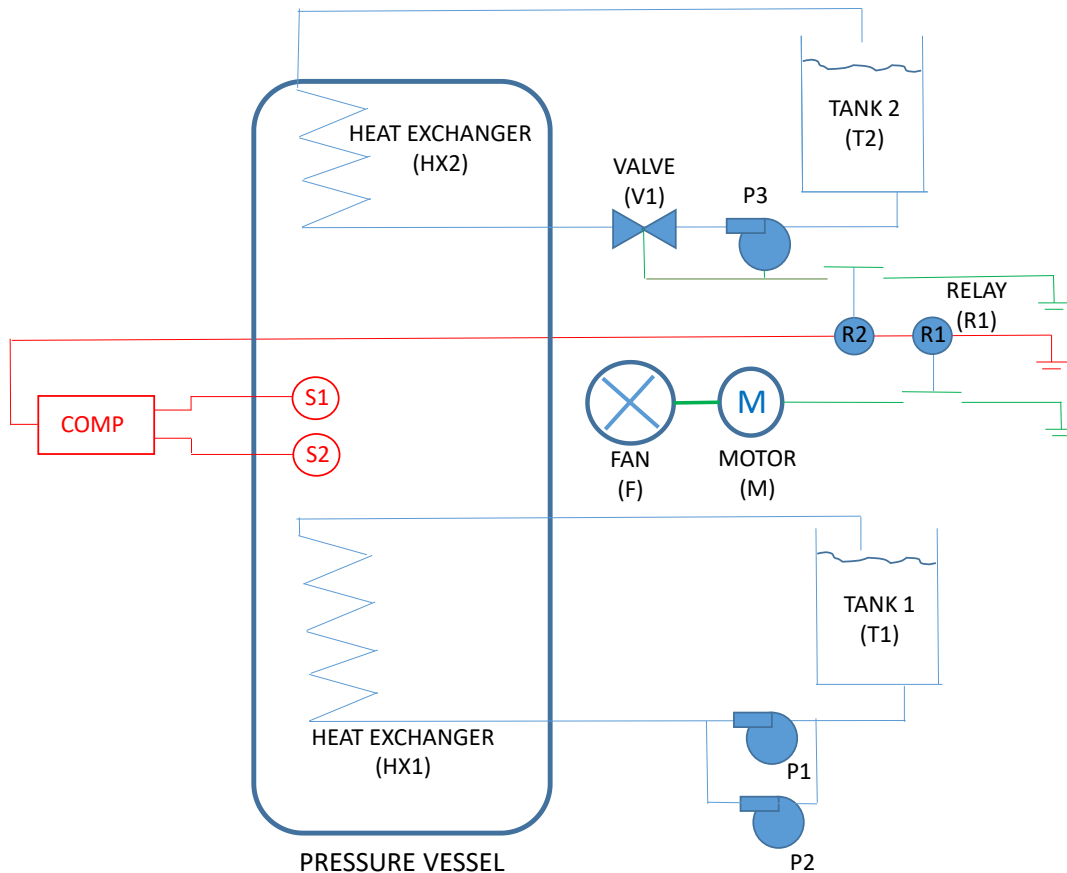 TANK 2
(T2)
HEAT EXCHANGER
(HX2)
VALVE
(V1)
P3
RELAY
(R1)
R2
R1
S1
COMP
M
S2
FAN
(F)
MOTOR
(M)
TANK 1
(T1)
HEAT EXCHANGER
(HX1)
P1
P2
PRESSURE VESSEL